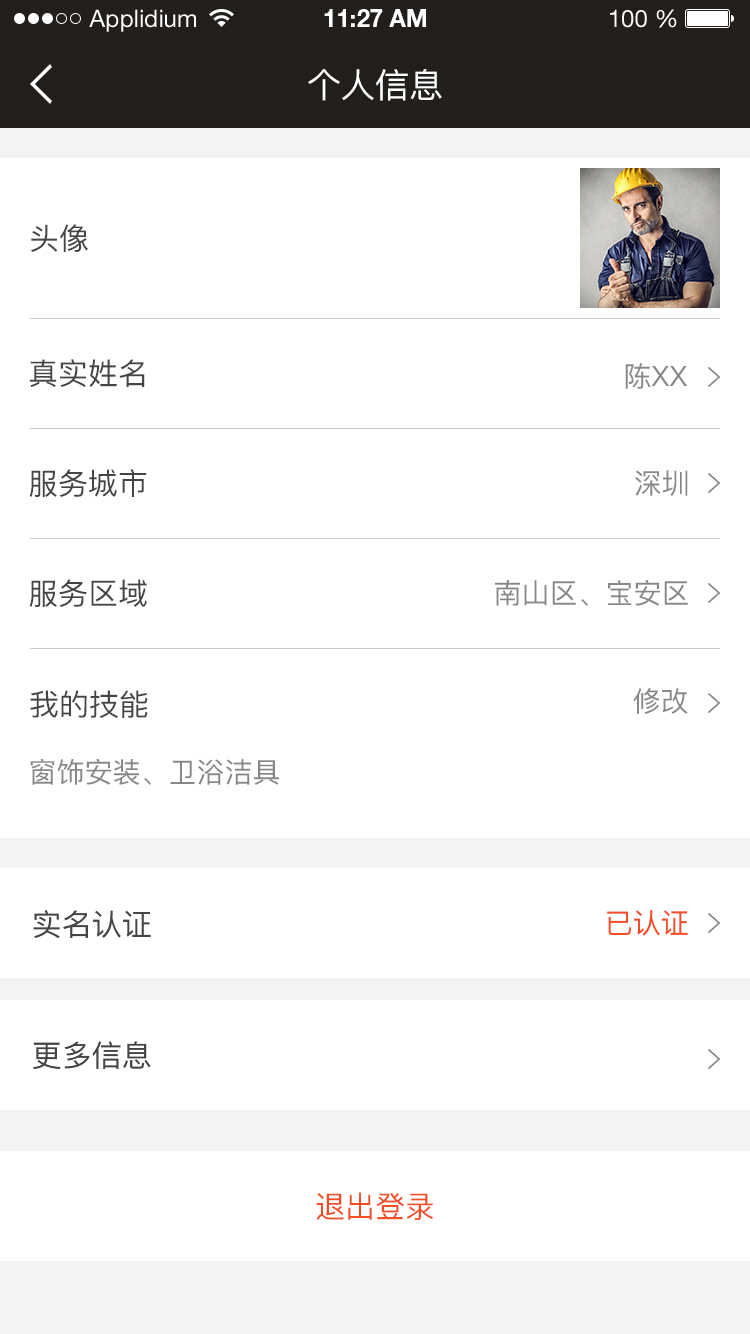 Applidium 11:27 AM 100 %
个人信息
头像
真实姓名 陈XX
服务城市 深圳
服务区域 南山区、宝安区
我的技能 修改
窗饰安装、卫浴洁具
实名认证 已认证
更多信息
退出登录